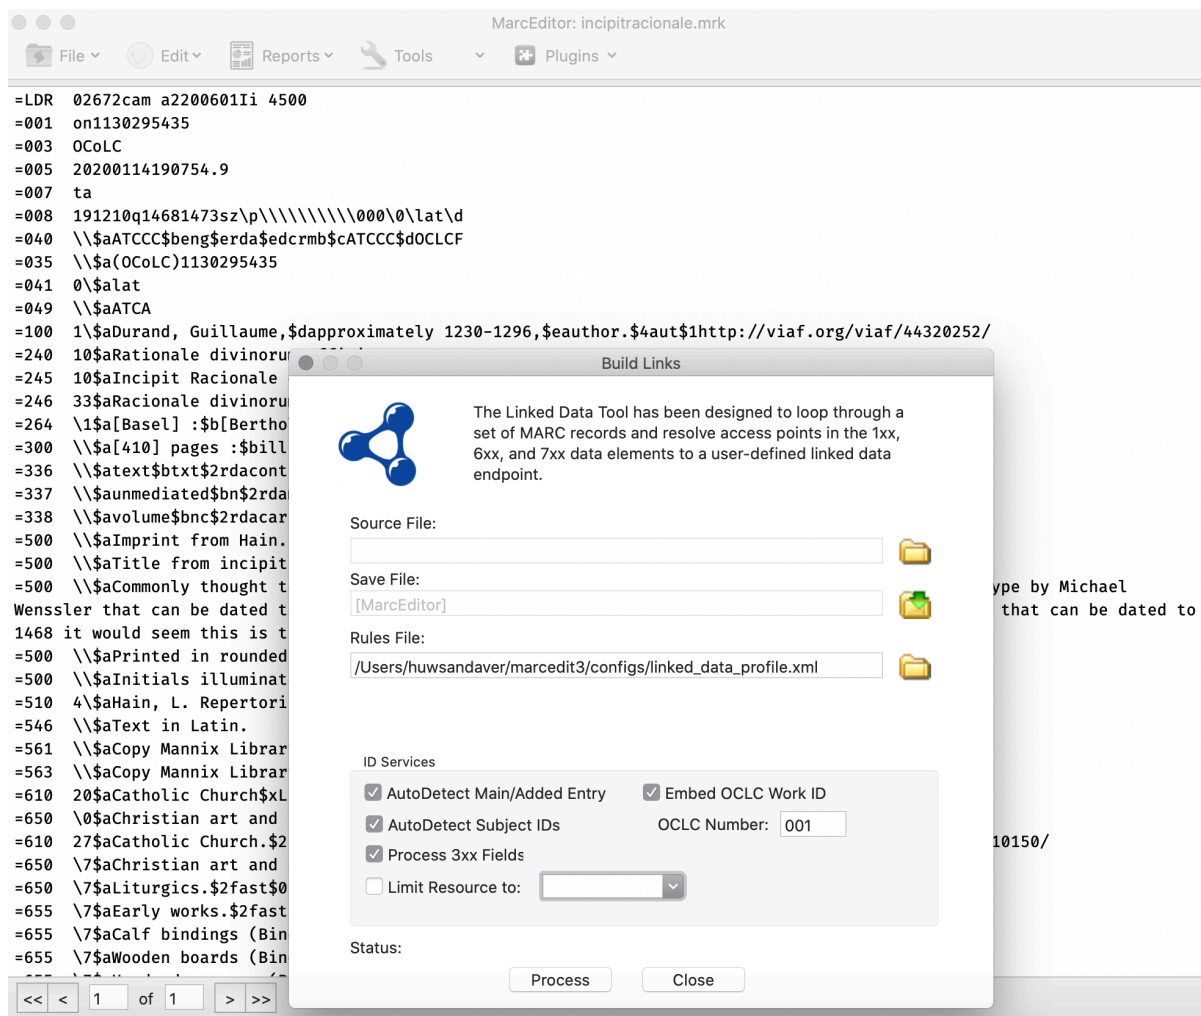 MarcEditor: incipitracionale.mrk
File Edit Reports Tools Plugins
=LDR 02672cam a2200601Ii 4500
=001 on1130295435
=003 OCoLC
=005 20200114190754.9
=007 ta
=008 191210q14681473sz\p\\\\\\\\\\000\0\lat\d
=040 \\$aATCCC$beng$erda$edcrmb$cATCCC$dOCLCF
=035 \\$a(OCoLC)1130295435
=041 0\$alat
=049 \\$aATCA
=100 1\$aDurand, Guillaume,$dapproximately 1230-1296,$eauthor.$4aut$1http://viaf.org/viaf/44320252/
=240 10$aRationale divinoru
=245 10$aIncipit Racionale
=246 33$aRacionale divinoru
=264 \1$a[Basel] :$b[Bertho
=300 \\$a[410] pages :$bill
=336 \\$atext$btxt$2rdacont
=337 \\$aunmediated$bn$2rda
=338 \\$avolume$bnc$2rdacar
=500 \\$aImprint from Hain.
=500 \\$aTitle from incipit
=500 \\$aCommonly thought t ype by Michael
Wenssler that can be dated t that can be dated to
1468 it would seem this is t
=500 \\$aPrinted in rounded
=500 \\$aInitials illuminat
=510 4\$aHain, L. Repertori
=546 \\$aText in Latin.
=561 \\$aCopy Mannix Librar
=563 \\$aCopy Mannix Librar
=610 20$aCatholic Church$xL
=650 \0$aChristian art and
=610 27$aCatholic Church.$2 10150/
=650 \7$aChristian art and
=650 \7$aLiturgics.$2fast$0
=655 \7$aEarly works.$2fast
=655 \7$aCalf bindings (Bin
=655 \7$aWooden boards (Bin
<< < 1 of 1 > >>
Build Links
The Linked Data Tool has been designed to loop through a
set of MARC records and resolve access points in the 1xx,
6xx, and 7xx data elements to a user-defined linked data
endpoint.
Source File:
Save File:
[MarcEditor]
Rules File:
/Users/huwsandaver/marcedit3/configs/linked_data_profile.xml
ID Services
AutoDetect Main/Added Entry Embed OCLC Work ID
AutoDetect Subject IDs OCLC Number: 001
Process 3xx Fields
Limit Resource to:
Status:
Process Close